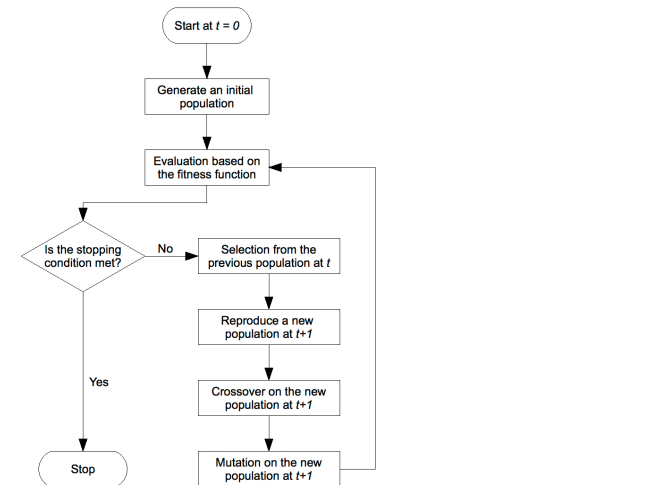 Start at t = 0
Generate an initial
population
Evaluation based on
the fitness function
Is the stopping
condition met?
No
Selection from the
previous population at t
Reproduce a new
population at t+1
Yes
Crossover on the new
population at t+1
Stop
Mutation on the new
population at t+1